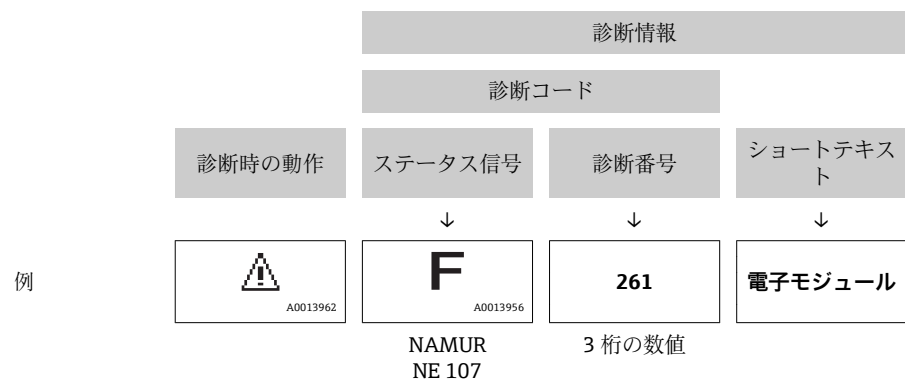 診断情報
診断コード
診断時の動作
ステータス信号
診断番号
ショートテキス
ト
↓
↓
↓
例
A0013962
F
A0013956
261
電子モジュール
NAMUR
NE 107
3 桁の数値